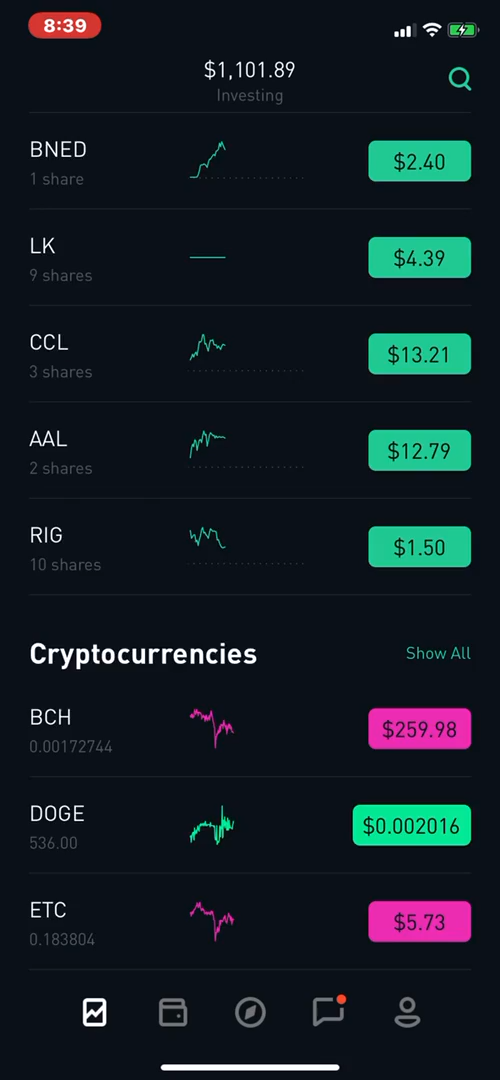 8:39
$1,101.89
Investing
BNED
1 share
$2.40
LK
9 shares
$4.39
CCL
3 shares
$13.21
AAL
2 shares
$12.79
RIG
10 shares
$1.50
Cryptocurrencies
Show All
BCH
0.00172744
$259.98
DOGE
536.00
$0.002016
ETC
0.183804
$5.73